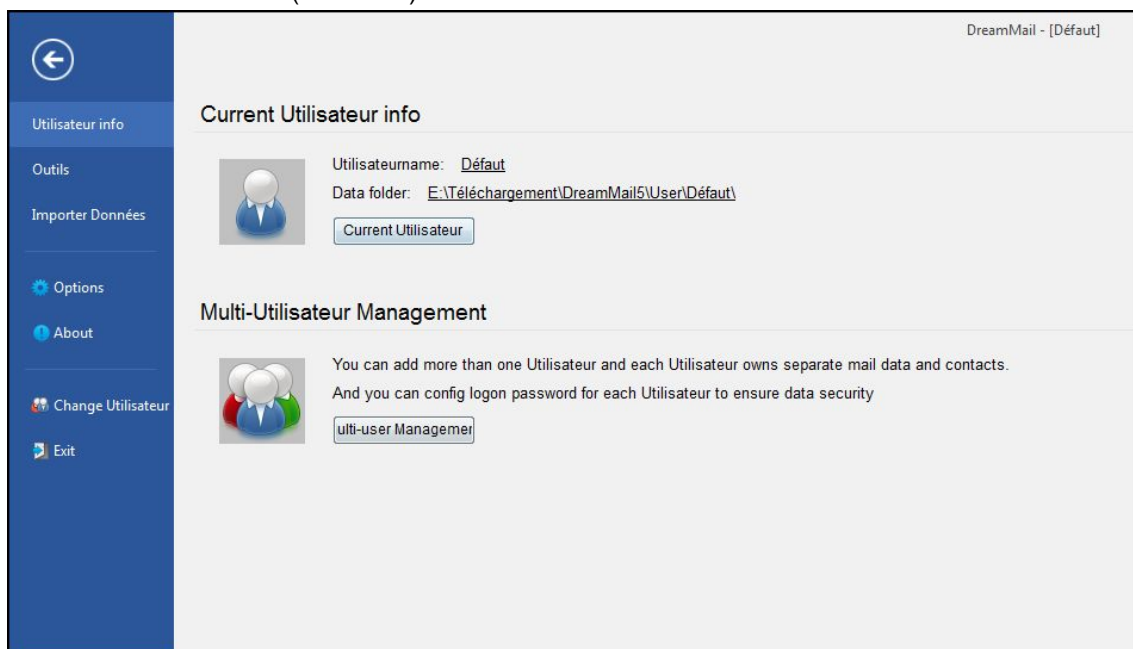 DreamMail - [Défaut]
Utilisateur info
Outils
Importer Données
Options
About
Change Utilisateur
Exit
Current Utilisateur info
Utilisateurname: Défaut
Data folder: E:\Téléchargement\DreamMail5\User\Défaut\
Current Utilisateur
Multi-Utilisateur Management
You can add more than one Utilisateur and each Utilisateur owns separate mail data and contacts.
And you can config logon password for each Utilisateur to ensure data security
ulti-user Managemer